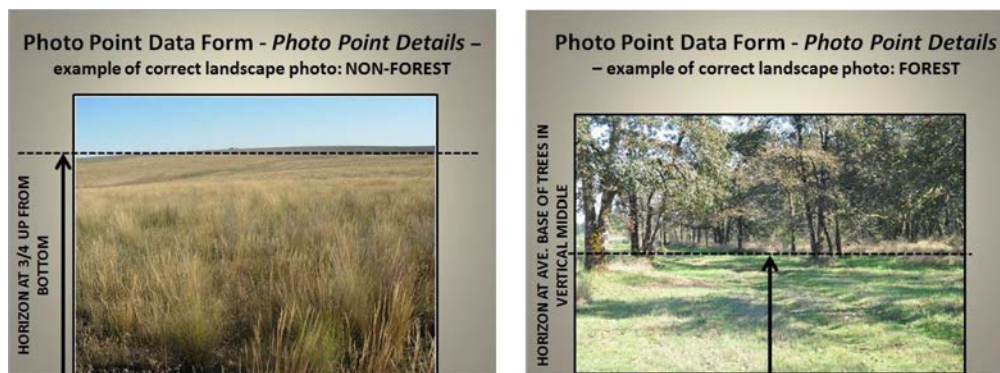 Photo Point Data Form - Photo Point Details –
example of correct landscape photo: NON-FOREST
HORIZON AT 3/4 UP FROM
BOTTOM
Photo Point Data Form - Photo Point Details
– example of correct landscape photo: FOREST
HORIZON AT AVE. BASE OF TREES IN
VERTICAL MIDDLE